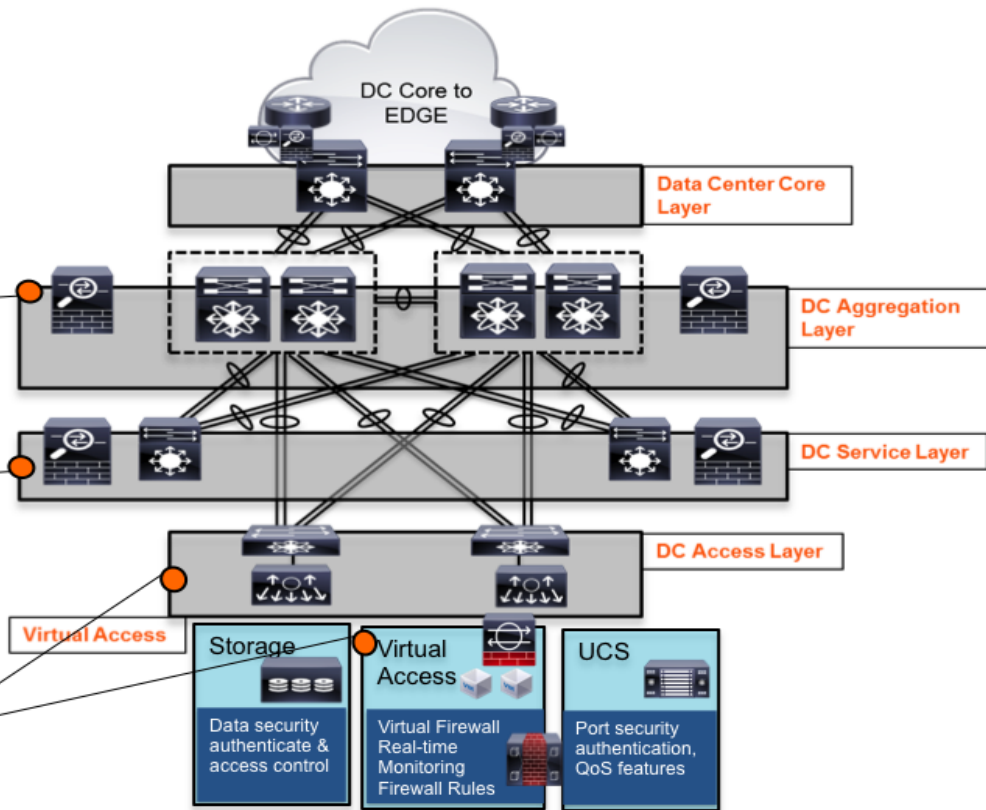 DC Core to
EDGE
Data Center Core
Layer
DC Aggregation
Layer
DC Service Layer
DC Access Layer
Virtual Access
Storage
Data security
authenticate &
access control
Virtual
Access
VM
VM
Virtual Firewall
Real-time
Monitoring
Firewall Rules
UCS
Port security
authentication,
QoS features